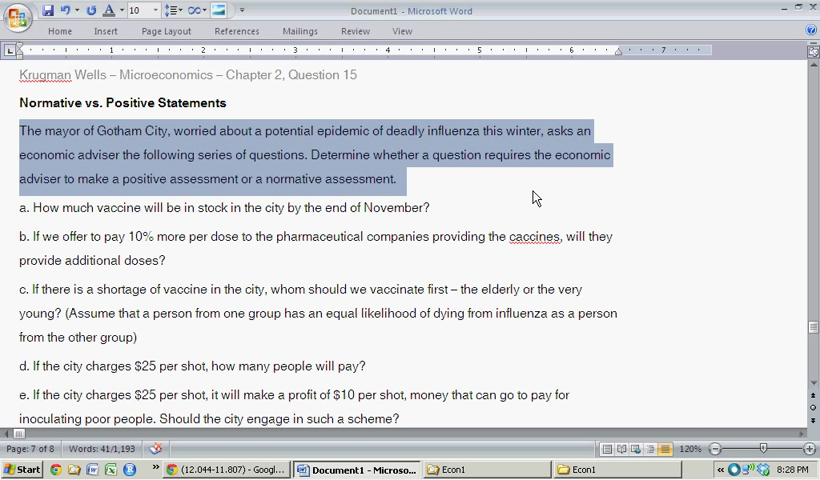 Document1 - Microsoft Word
10
Home Insert Page Layout References Mailings Review View
1 2 3 4 5 6 7
Krugman Wells – Microeconomics – Chapter 2, Question 15
Normative vs. Positive Statements
The mayor of Gotham City, worried about a potential epidemic of deadly influenza this winter, asks an
economic adviser the following series of questions. Determine whether a question requires the economic
adviser to make a positive assessment or a normative assessment.
a. How much vaccine will be in stock in the city by the end of November?
b. If we offer to pay 10% more per dose to the pharmaceutical companies providing the caccines, will they
provide additional doses?
c. If there is a shortage of vaccine in the city, whom should we vaccinate first – the elderly or the very
young? (Assume that a person from one group has an equal likelihood of dying from influenza as a person
from the other group)
d. If the city charges $25 per shot, how many people will pay?
e. If the city charges $25 per shot, it will make a profit of $10 per shot, money that can go to pay for
inoculating poor people. Should the city engage in such a scheme?
Page: 7 of 8 Words: 41/1,193 120%
Start (12.044-11.807) - Googl... Document1 - Microso... Econ1 Econ1 8:28 PM